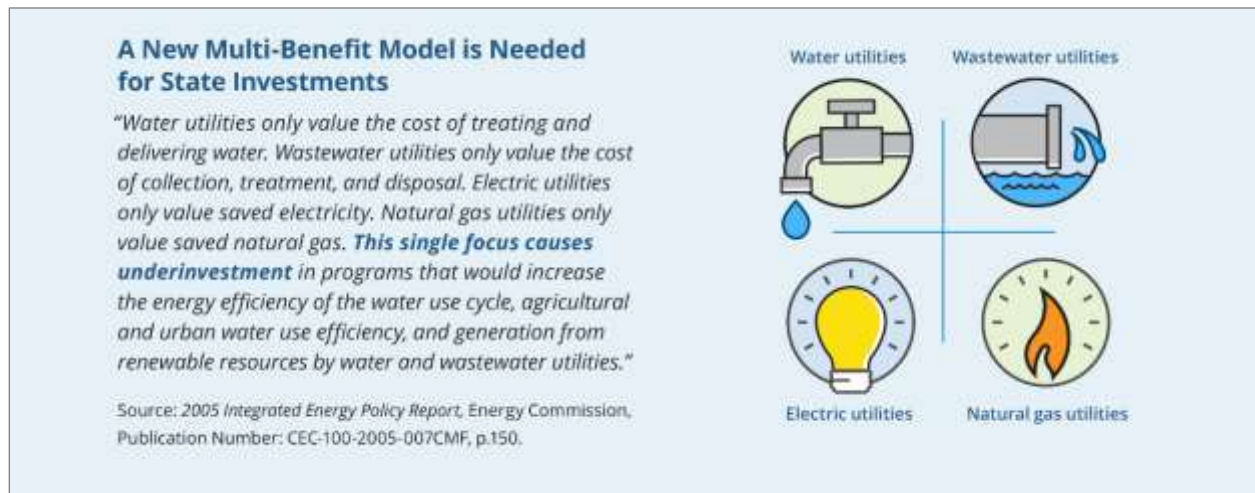 A New Multi-Benefit Model is Needed
for State Investments
“Water utilities only value the cost of treating and
delivering water. Wastewater utilities only value the cost
of collection, treatment, and disposal. Electric utilities
only value saved electricity. Natural gas utilities only
value saved natural gas. This single focus causes
underinvestment in programs that would increase
the energy efficiency of the water use cycle, agricultural
and urban water use efficiency, and generation from
renewable resources by water and wastewater utilities.”
Source: 2005 Integrated Energy Policy Report, Energy Commission,
Publication Number: CEC-100-2005-007CMF, p.150.
Water utilities
Wastewater utilities
Electric utilities
Natural gas utilities